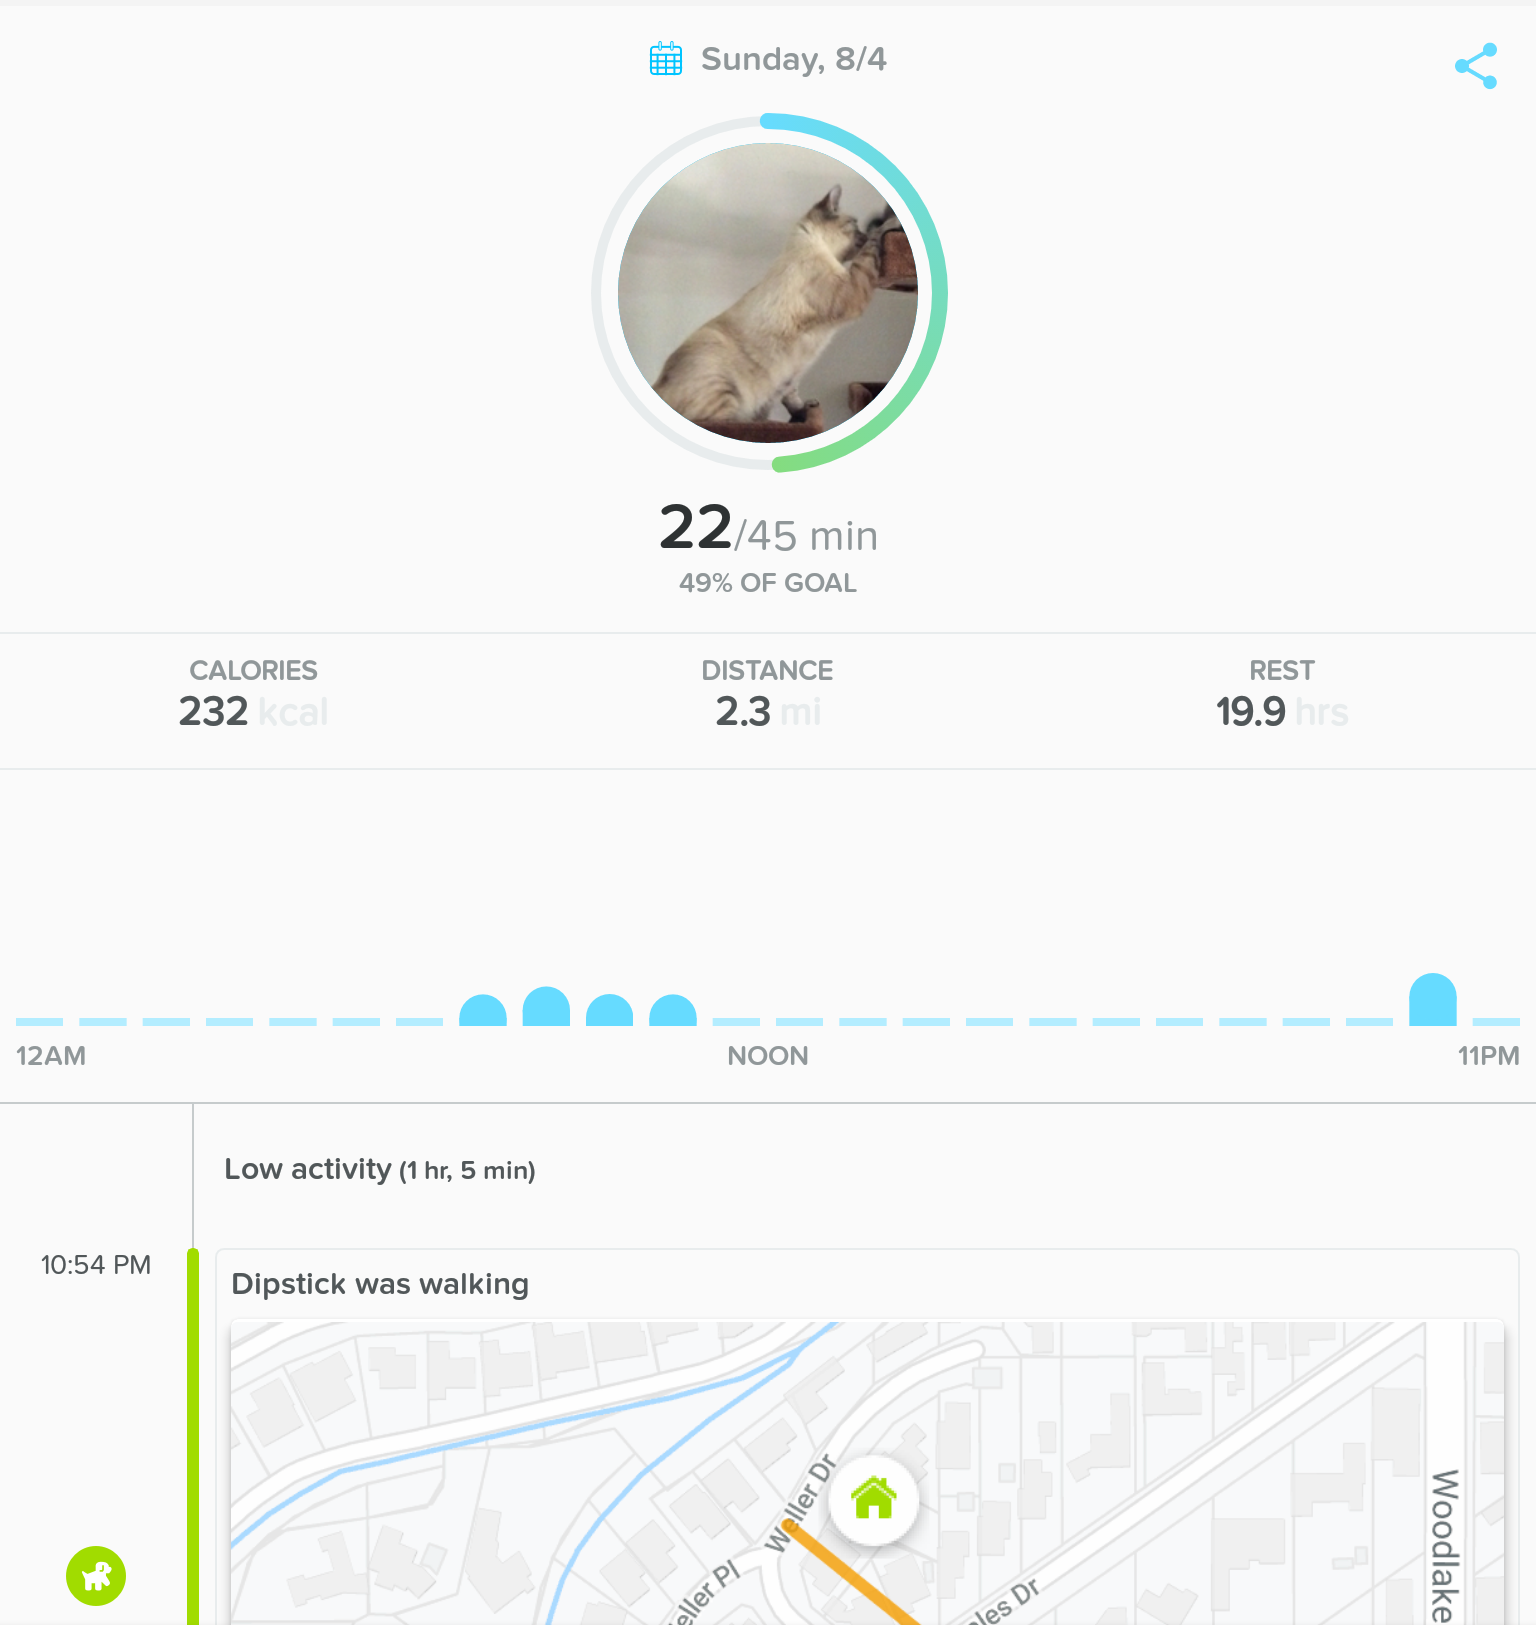 Sunday, 8/4
22/45 min
49% OF GOAL
CALORIES DISTANCE REST
232 kcal 2.3 mi 19.9 hrs
12AM NOON 11PM
Low activity (1 hr, 5 min)
10:54 PM
Dipstick was walking
Weller Dr
eller Pl
ales Dr
Woodlake